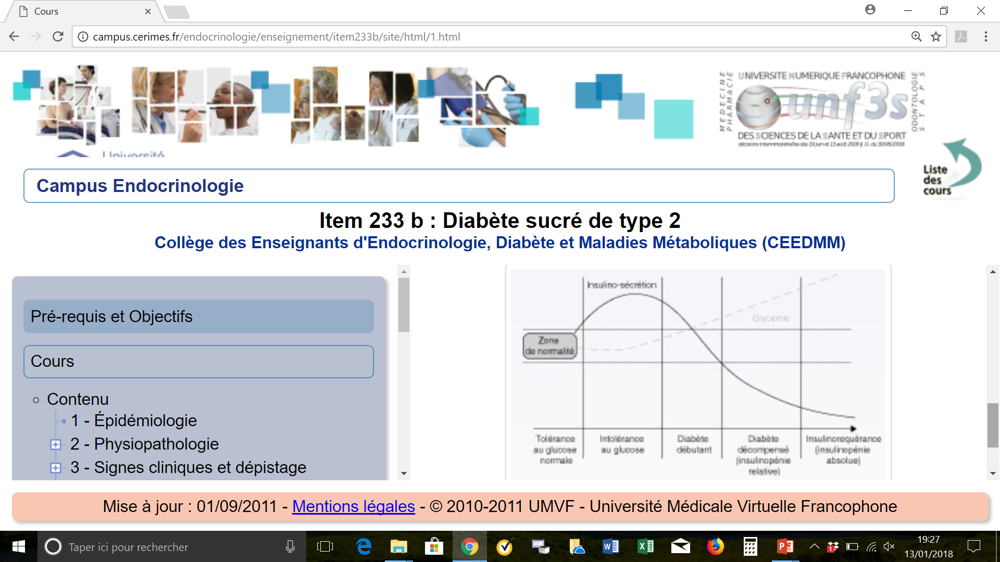 Cours
campus.cerimes.fr/endocrinologie/enseignement/item233b/site/html/1.html
MEDECINE
PHARMACIE
UNIVERSITE NUMERIQUE FRANCOPHONE
unf3s
DES SCIENCES DE LA SANTE ET DU SPORT
ODONTOLOGIE
STAPS
Université
Liste
des
cours
Campus Endocrinologie
Item 233 b : Diabète sucré de type 2
Collège des Enseignants d'Endocrinologie, Diabète et Maladies Métaboliques (CEEDMM)
Pré-requis et Objectifs
Cours
Contenu
1 - Épidémiologie
2 - Physiopathologie
3 - Signes cliniques et dépistage
Insulino-sécrétion
Glycémie
Zone
de normalité
Tolérance
au glucose
normale
Intolérance
au glucose
Diabète
débutant
Diabète
décompensé
(insulinopénie
relative)
Insulinorequérance
(insulinopénie
absolue)
Mise à jour : 01/09/2011 - Mentions légales - © 2010-2011 UMVF - Université Médicale Virtuelle Francophone
Taper ici pour rechercher
1
19:27
13/01/2018